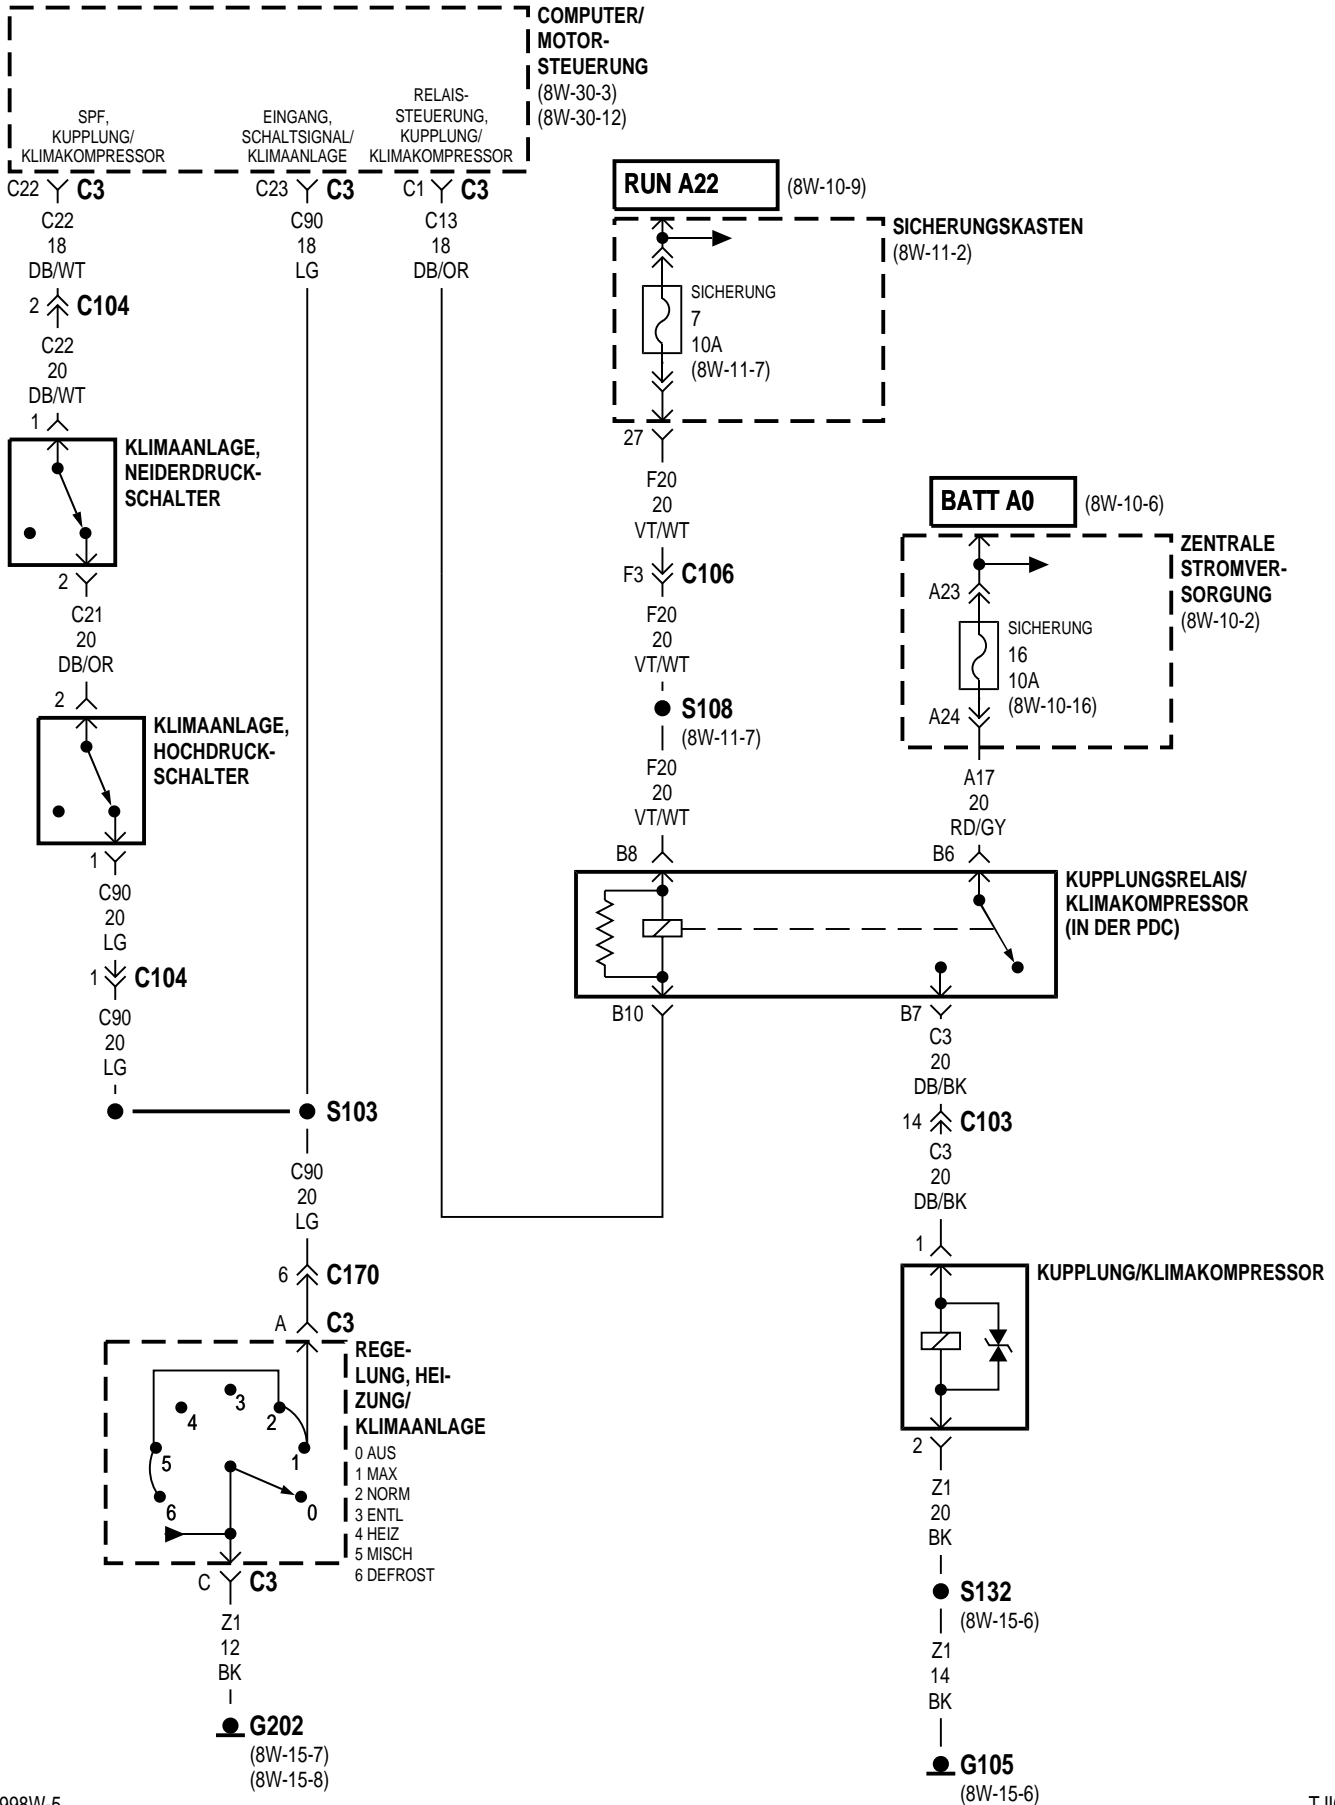 COMPUTER/
MOTOR-
STEUERUNG
(8W-30-3)
(8W-30-12)
SPF,
KUPPLUNG/
KLIMAKOMPRESSOR
EINGANG,
SCHALTSIGNAL/
KLIMAANLAGE
RELAIS-
STEUERUNG,
KUPPLUNG/
KLIMAKOMPRESSOR
C22 C3
C23 C3
C1 C3
C22
18
DB/WT
C90
18
LG
C13
18
DB/OR
2 C104
C22
20
DB/WT
1
KLIMAANLAGE,
NEIDERDRUCK-
SCHALTER
2
C21
20
DB/OR
2
KLIMAANLAGE,
HOCHDRUCK-
SCHALTER
1
C90
20
LG
1 C104
C90
20
LG
S103
C90
20
LG
6 C170
A C3
REGE-
LUNG, HEI-
ZUNG/
KLIMAANLAGE
0 AUS
1 MAX
2 NORM
3 ENTL
4 HEIZ
5 MISCH
6 DEFROST
3
4
2
5
1
6
0
C C3
Z1
12
BK
G202
(8W-15-7)
(8W-15-8)
RUN A22 (8W-10-9)
SICHERUNGSKASTEN
(8W-11-2)
SICHERUNG
7
10A
(8W-11-7)
27
F20
20
VT/WT
F3 C106
F20
20
VT/WT
S108
(8W-11-7)
F20
20
VT/WT
B8
BATT A0 (8W-10-6)
ZENTRALE
STROMVER-
SORGUNG
(8W-10-2)
A23
SICHERUNG
16
10A
(8W-10-16)
A24
A17
20
RD/GY
B6
KUPPLUNGSRELAIS/
KLIMAKOMPRESSOR
(IN DER PDC)
B10
B7
C3
20
DB/BK
14 C103
C3
20
DB/BK
1
KUPPLUNG/KLIMAKOMPRESSOR
2
Z1
20
BK
S132
(8W-15-6)
Z1
14
BK
G105
(8W-15-6)